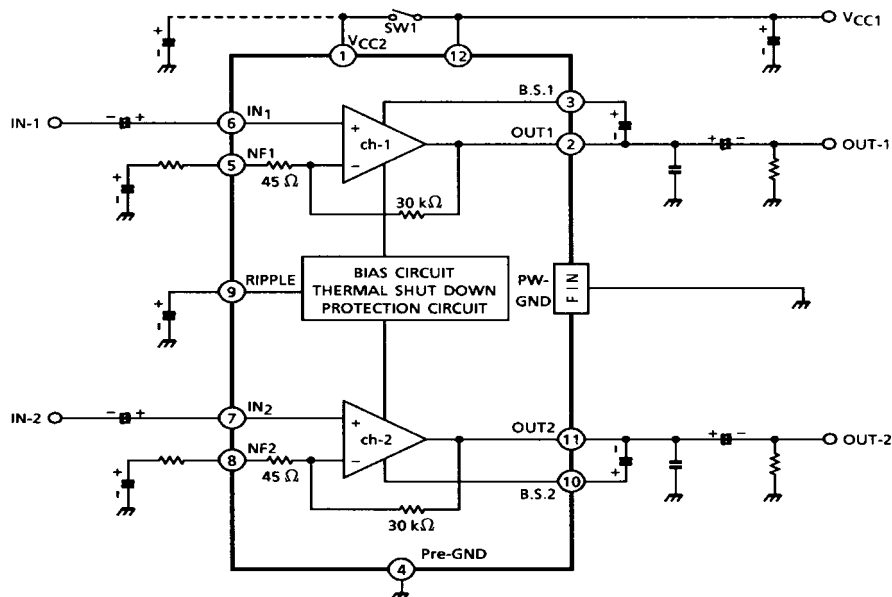 SW1
VCC1
VCC2
1
12
B.S.1
3
IN-1
- +
6
IN1
+
ch-1
-
OUT1
2
+ -
OUT-1
5
NF1
45 Ω
30 kΩ
9
RIPPLE
BIAS CIRCUIT
THERMAL SHUT DOWN
PROTECTION CIRCUIT
PW-
GND
FIN
IN-2
- +
7
IN2
+
ch-2
-
OUT2
11
+ -
OUT-2
8
NF2
45 Ω
10
B.S.2
30 kΩ
Pre-GND
4